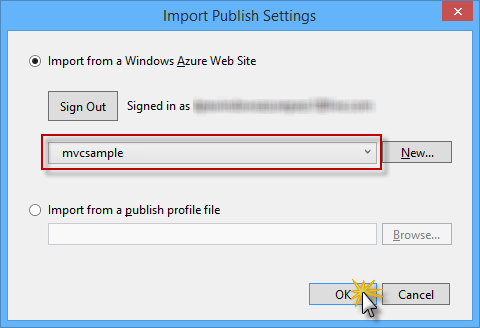 Import Publish Settings
Import from a Windows Azure Web Site
Sign Out Signed in as
mvcsample New...
Import from a publish profile file
Browse...
OK Cancel